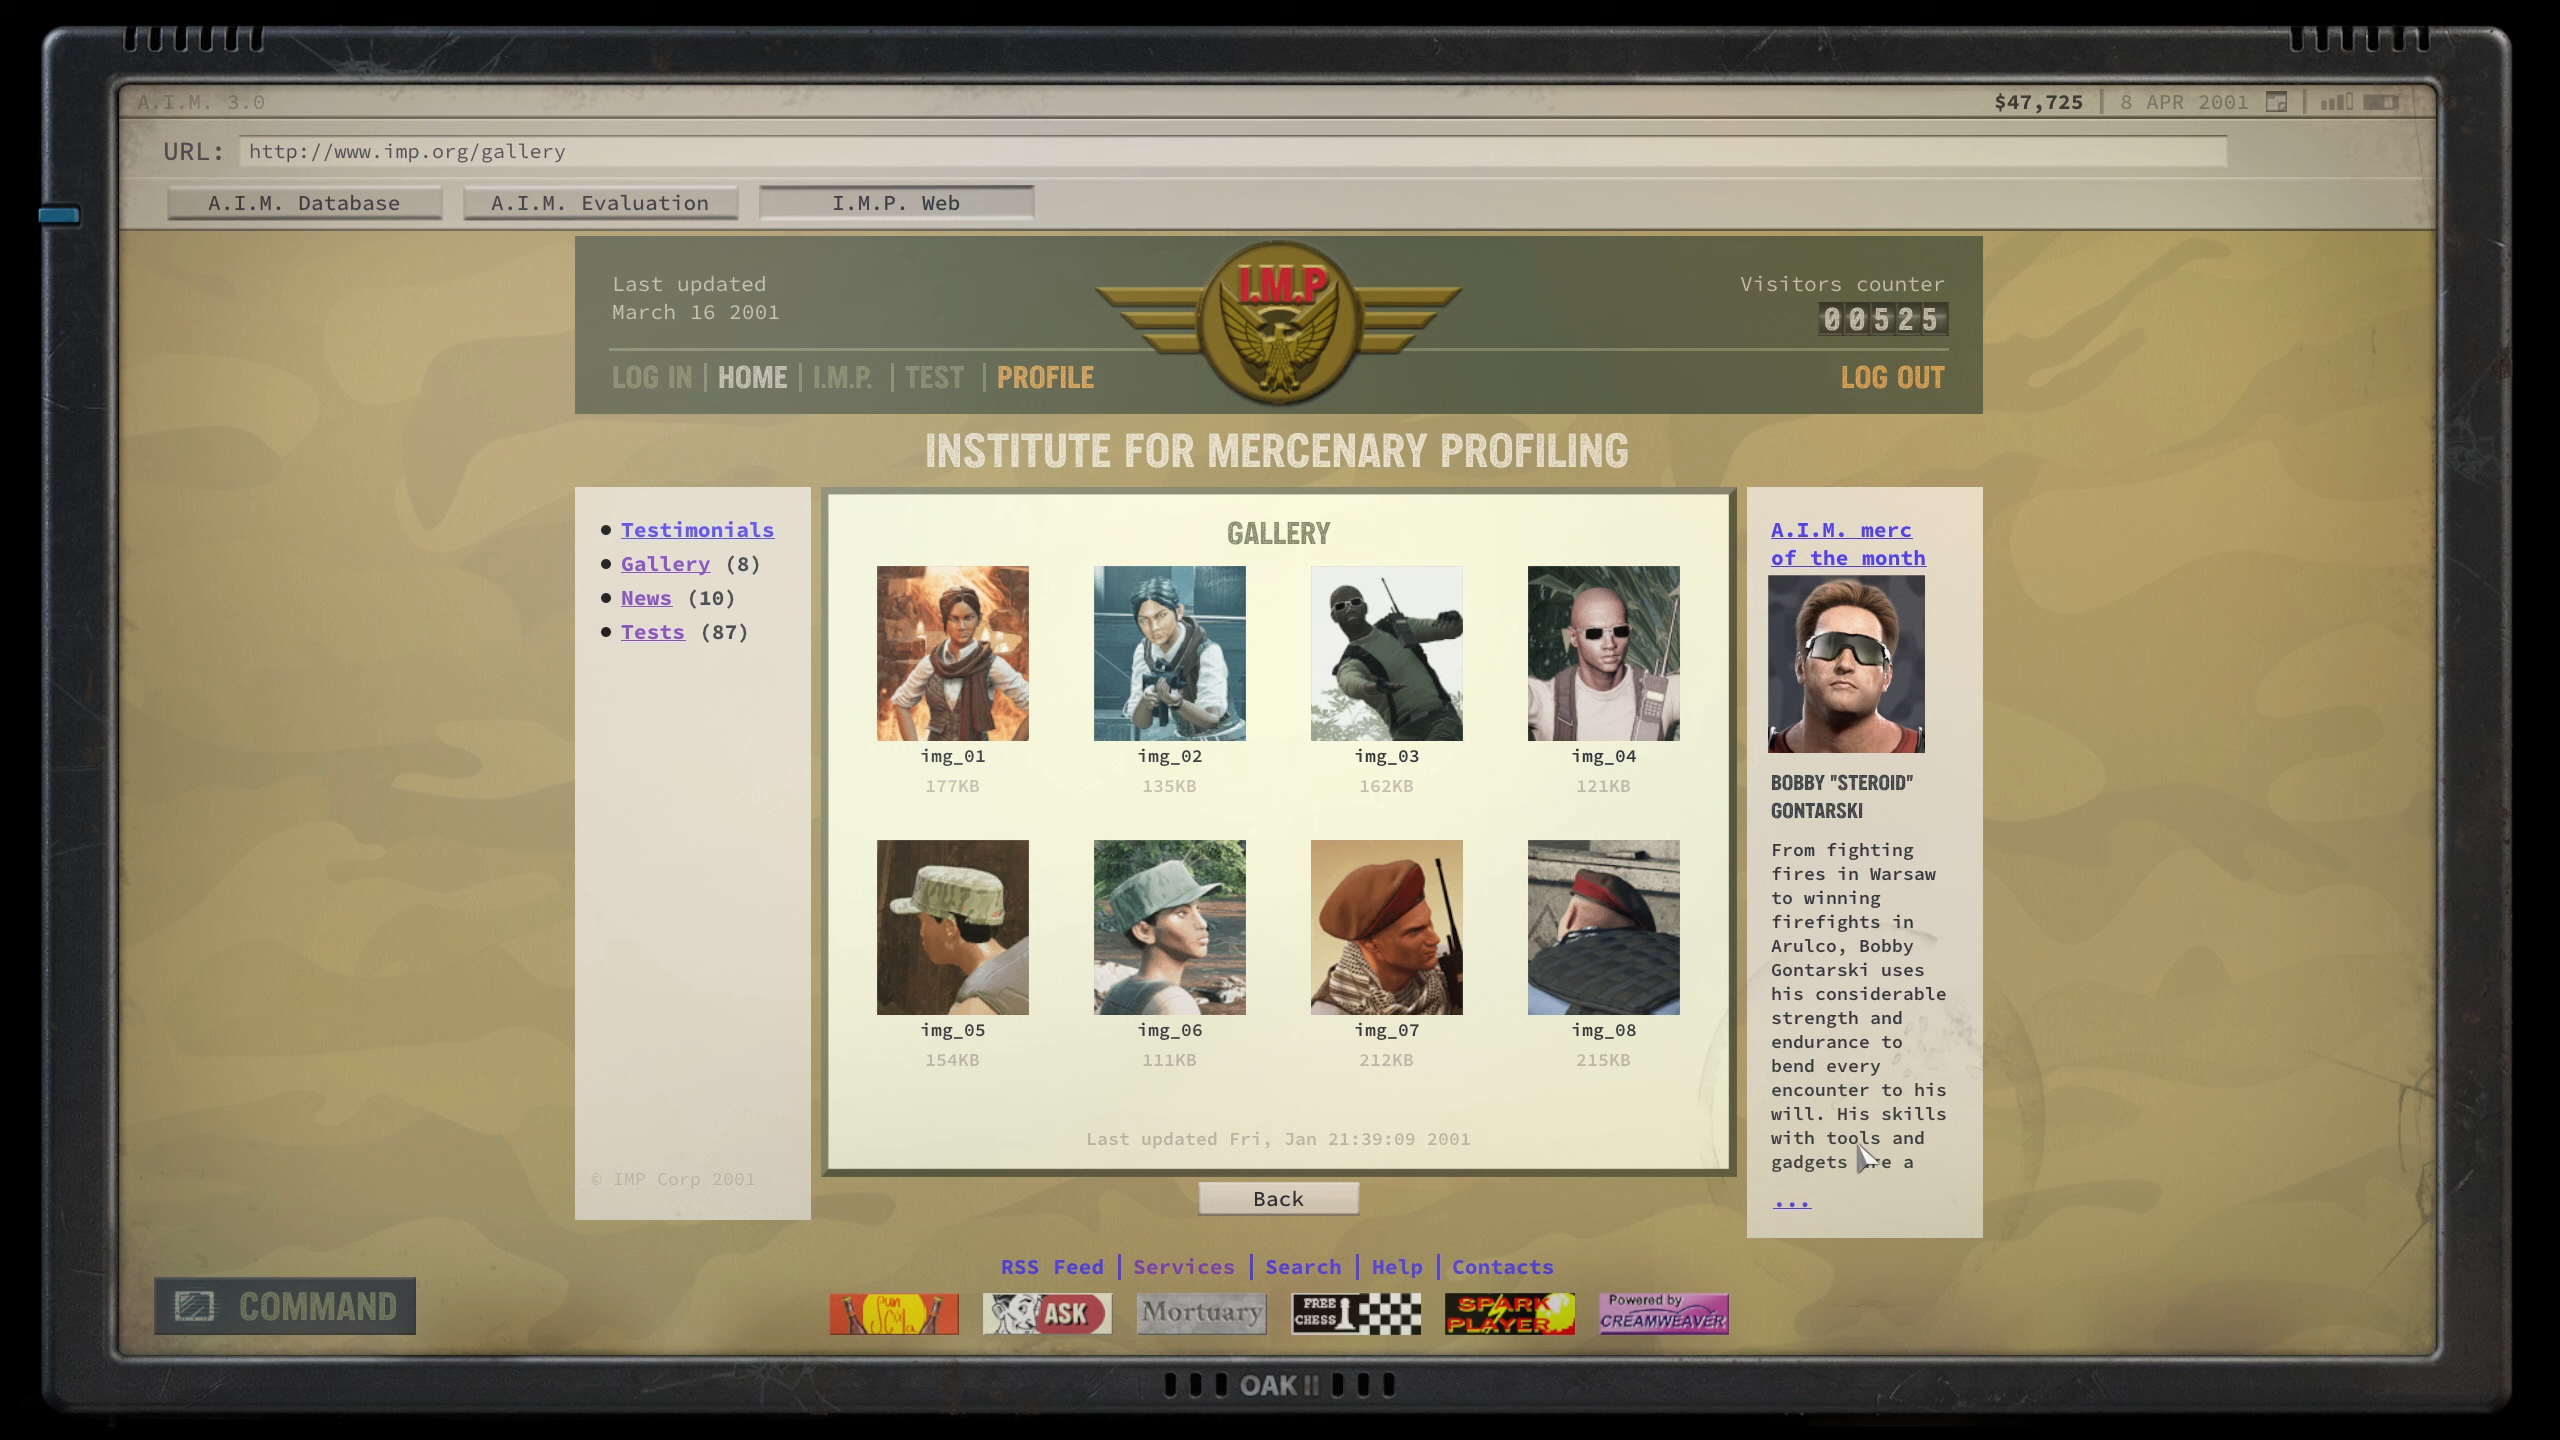 A.I.M. 3.0
$47,725 | 8 APR 2001
URL: http://www.imp.org/gallery
A.I.M. Database
A.I.M. Evaluation
I.M.P. Web
Last updated
March 16 2001
I.M.P
Visitors counter
00525
LOG IN | HOME | I.M.P. | TEST | PROFILE
LOG OUT
INSTITUTE FOR MERCENARY PROFILING
• Testimonials
• Gallery (8)
• News (10)
• Tests (87)
© IMP Corp 2001
GALLERY
img_01
177KB
img_02
135KB
img_03
162KB
img_04
121KB
img_05
154KB
img_06
111KB
img_07
212KB
img_08
215KB
Last updated Fri, Jan 21:39:09 2001
Back
A.I.M. merc
of the month
BOBBY "STEROID"
GONTARSKI
From fighting
fires in Warsaw
to winning
firefights in
Arulco, Bobby
Gontarski uses
his considerable
strength and
endurance to
bend every
encounter to his
will. His skills
with tools and
gadgets are a
...
RSS Feed | Services | Search | Help | Contacts
Sun Cola
ASK
Mortuary
FREE
CHESS
SPARK
PLAYER
Powered by
CREAMWEAVER
COMMAND
OAK II